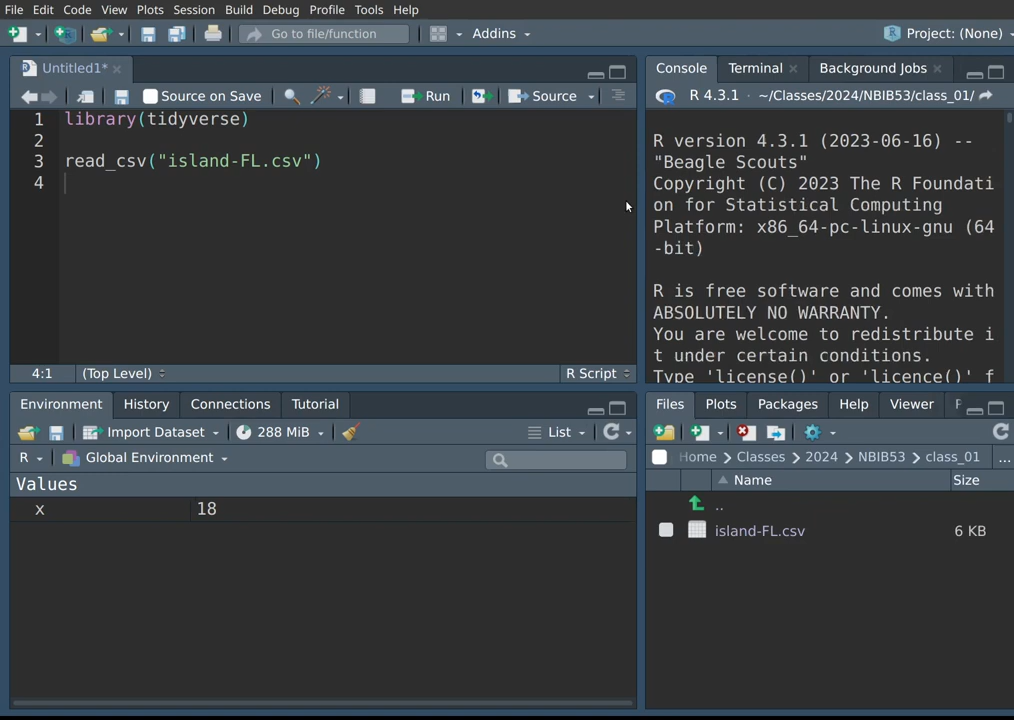 File Edit Code View Plots Session Build Debug Profile Tools Help
Go to file/function Addins Project: (None)
Untitled1*
Source on Save Run Source
1 library(tidyverse)
2
3 read_csv("island-FL.csv")
4
4:1 (Top Level) R Script
Console Terminal Background Jobs
R 4.3.1 · ~/Classes/2024/NBIB53/class_01/
R version 4.3.1 (2023-06-16) --
"Beagle Scouts"
Copyright (C) 2023 The R Foundati
on for Statistical Computing
Platform: x86_64-pc-linux-gnu (64
-bit)
R is free software and comes with
ABSOLUTELY NO WARRANTY.
You are welcome to redistribute i
t under certain conditions.
Type 'license()' or 'licence()' f
Environment History Connections Tutorial
Import Dataset 288 MiB List
R Global Environment
Values
x 18
Files Plots Packages Help Viewer
Home Classes 2024 NBIB53 class_01 ...
Name Size
..
island-FL.csv 6 KB